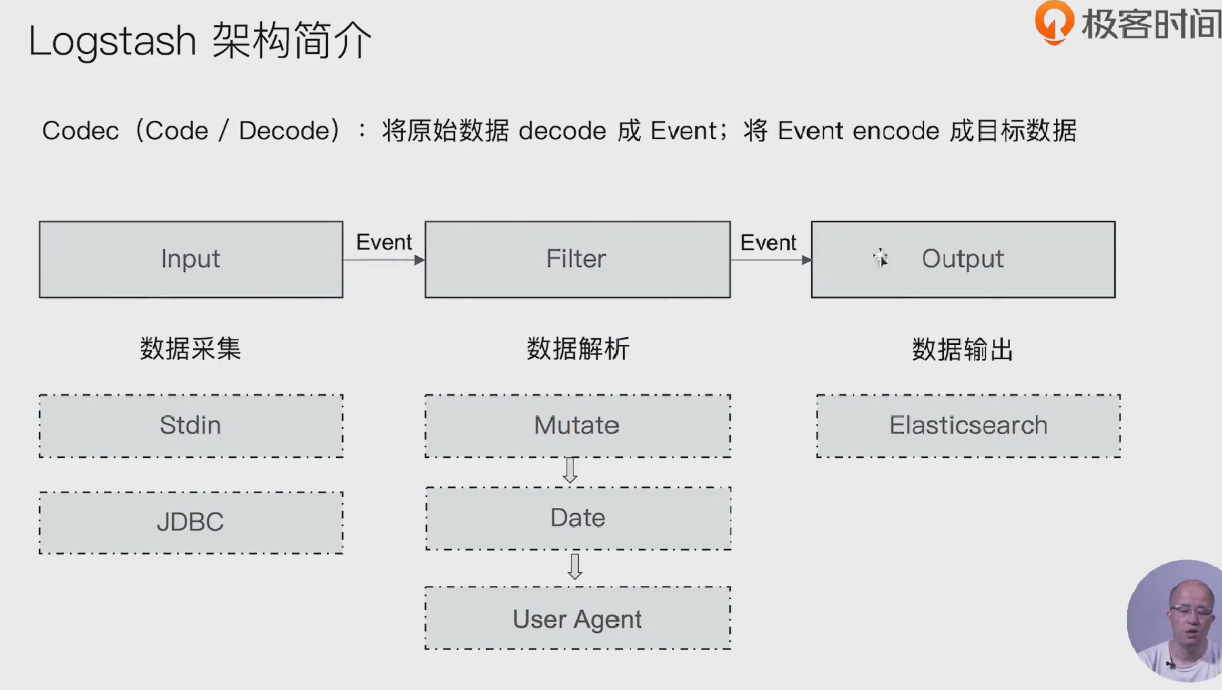 Logstash 架构简介
极客时间
Codec（Code / Decode）：将原始数据 decode 成 Event；将 Event encode 成目标数据
Input
Event
Filter
Event
Output
数据采集
数据解析
数据输出
Stdin
Mutate
Elasticsearch
JDBC
Date
User Agent